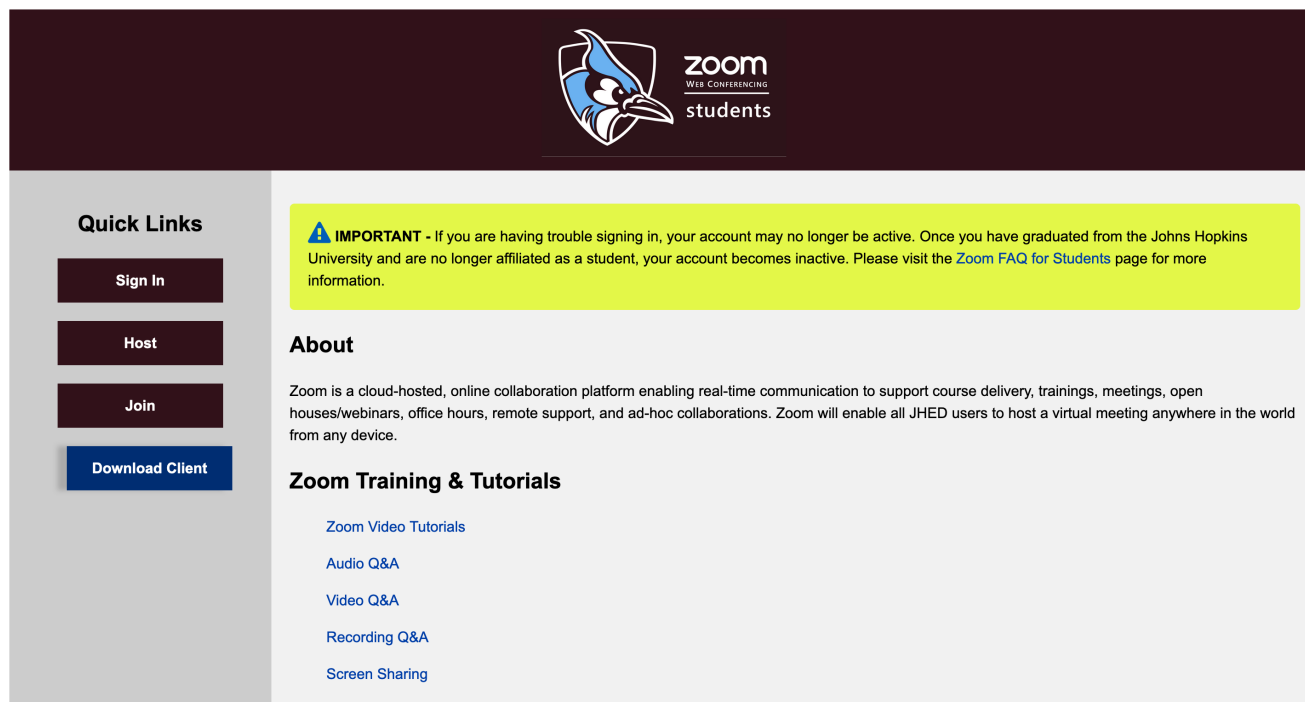 zoom
WEB CONFERENCING
students
Quick Links
Sign In
Host
Join
Download Client
IMPORTANT - If you are having trouble signing in, your account may no longer be active. Once you have graduated from the Johns Hopkins
University and are no longer affiliated as a student, your account becomes inactive. Please visit the Zoom FAQ for Students page for more
information.
About
Zoom is a cloud-hosted, online collaboration platform enabling real-time communication to support course delivery, trainings, meetings, open
houses/webinars, office hours, remote support, and ad-hoc collaborations. Zoom will enable all JHED users to host a virtual meeting anywhere in the world
from any device.
Zoom Training & Tutorials
Zoom Video Tutorials
Audio Q&A
Video Q&A
Recording Q&A
Screen Sharing